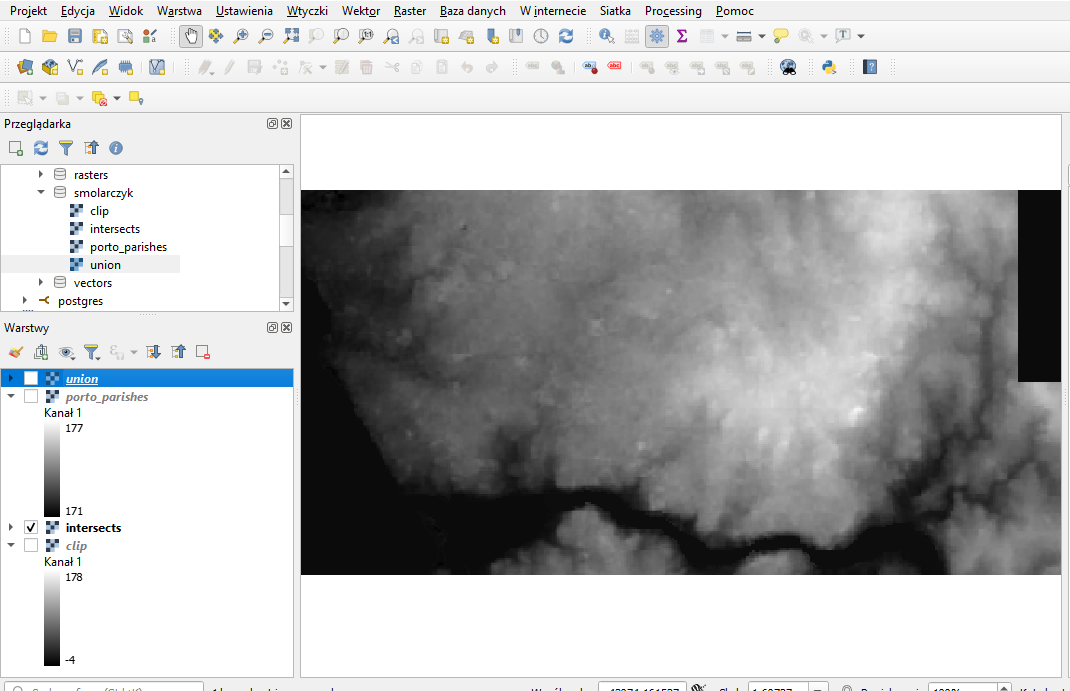 Projekt Edycja Widok Warstwa Ustawienia Wtyczki Wektor Raster Baza danych W internecie Siatka Processing Pomoc
Przeglądarka
rasters
smolarczyk
clip
intersects
porto_parishes
union
vectors
postgres
Warstwy
union
porto_parishes
Kanał 1
177
171
intersects
clip
Kanał 1
178
-4